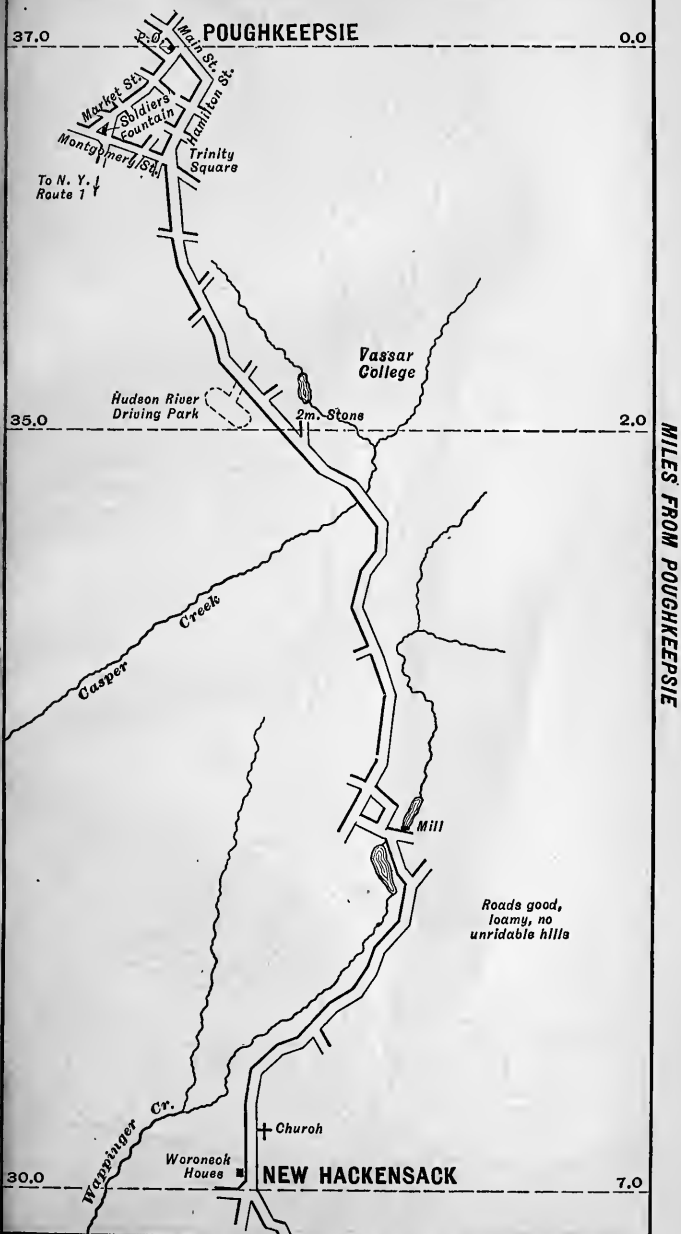 37.0
P.O.
POUGHKEEPSIE
0.0
Main St.
Market St.
Soldiers'
Fountain
Hamilton St.
Montgomery St.
Trinity
Square
To N. Y.
Route 1
Vassar
College
Hudson River
Driving Park
2m. Stone
35.0
2.0
MILES FROM POUGHKEEPSIE
Casper Creek
Mill
Roads good,
loamy, no
unridable hills
Wappinger Cr.
Church
Woroneck
House
NEW HACKENSACK
30.0
7.0